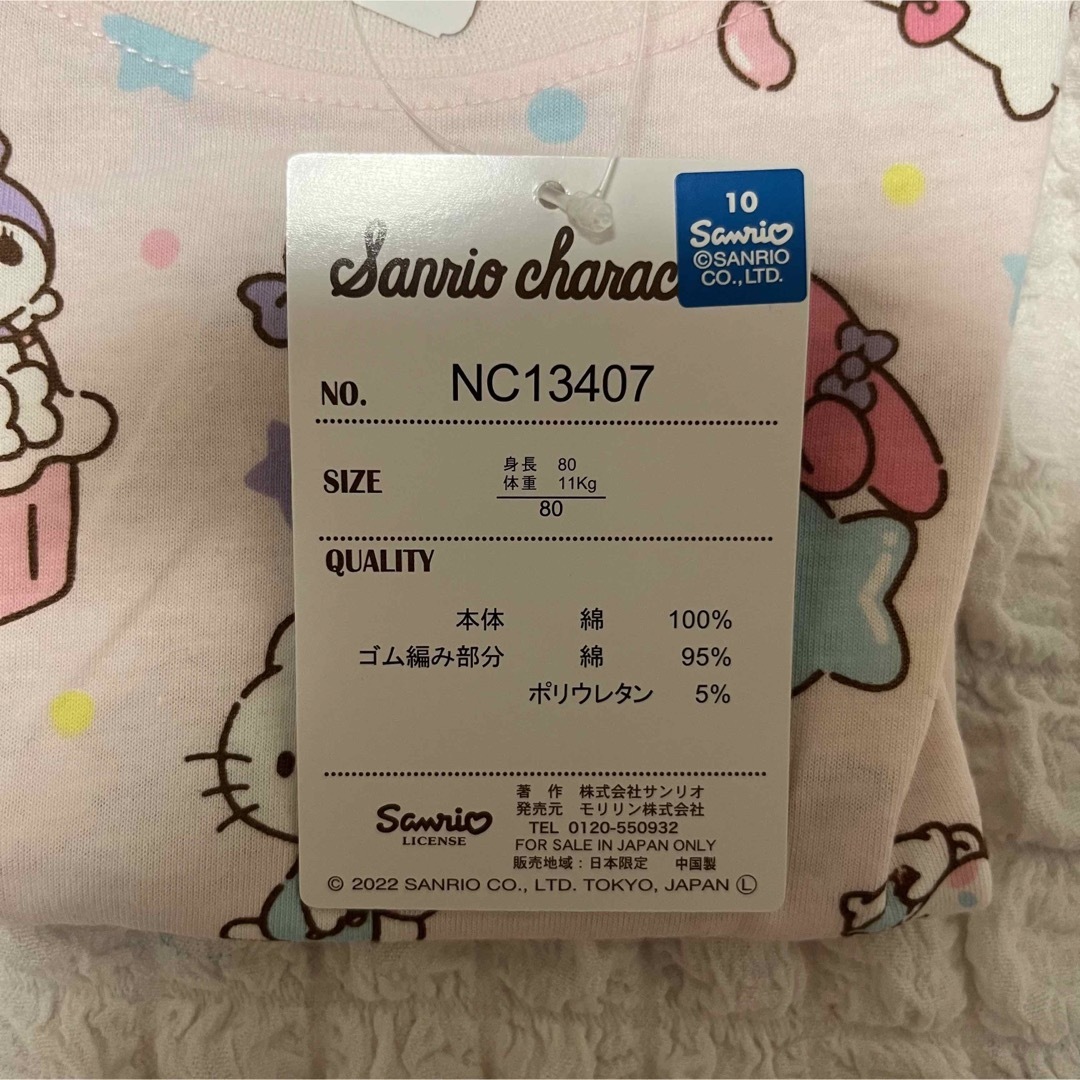 10
Sanrio
©SANRIO
CO.,LTD.
Sanrio charac
NO. NC13407
SIZE 身長 80
体重 11Kg
80
QUALITY
本体 綿 100%
ゴム編み部分 綿 95%
ポリウレタン 5%
Sanrio
LICENSE
著 作 株式会社サンリオ
発売元 モリリン株式会社
TEL 0120-550932
FOR SALE IN JAPAN ONLY
販売地域:日本限定 中国製
© 2022 SANRIO CO., LTD. TOKYO, JAPAN Ⓛ